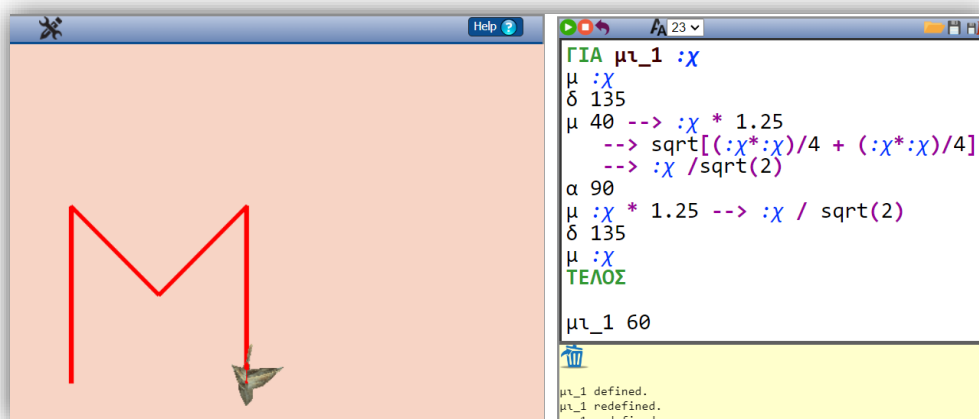 Help ?
23
ΓΙΑ μι_1 :χ
μ :χ
δ 135
μ 40 --> :χ * 1.25
--> sqrt[(:χ*:χ)/4 + (:χ*:χ)/4]
--> :χ /sqrt(2)
α 90
μ :χ * 1.25 --> :χ / sqrt(2)
δ 135
μ :χ
ΤΕΛΟΣ
μι_1 60
μι_1 defined.
μι_1 redefined.